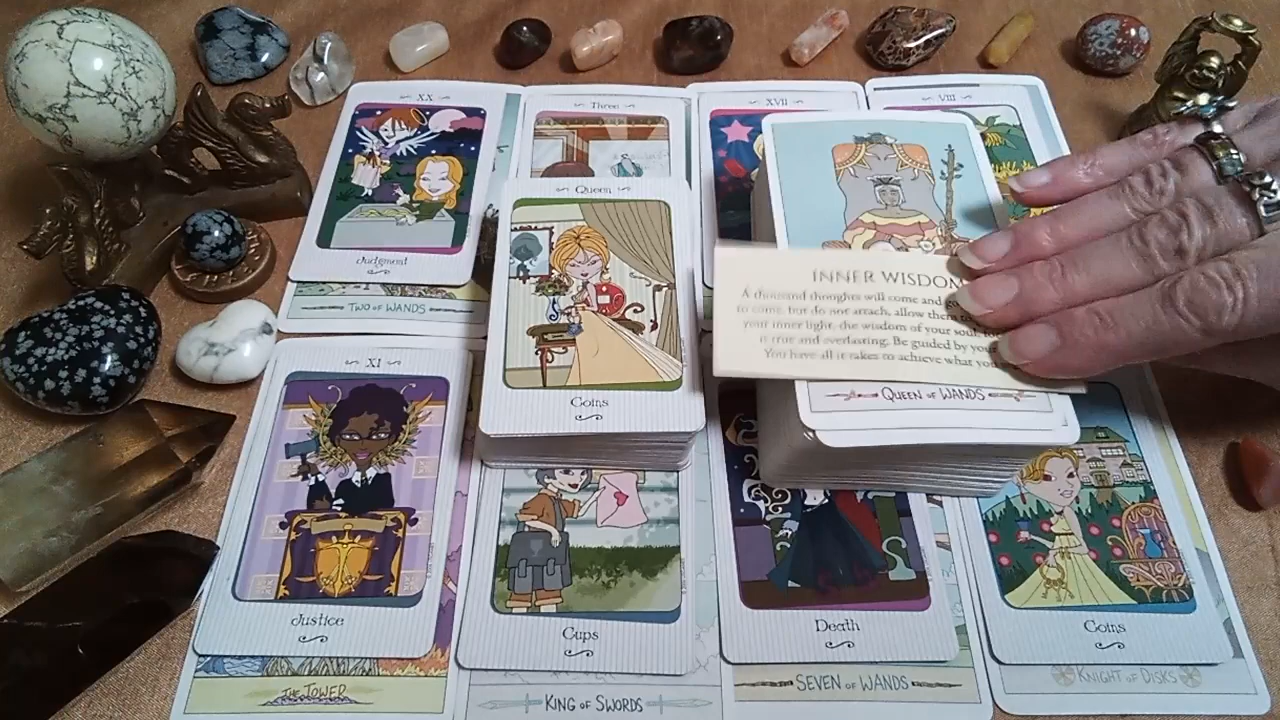 XX
Three
XVII
VIII
Judgment
TWO OF WANDS
Queen
Coins
INNER WISDOM
A thousand thoughts will come and go
to come, but do not attach, allow them to
your inner light, the wisdom of your soul.
is true and everlasting. Be guided by your
You have all it takes to achieve what you
QUEEN OF WANDS
XI
Justice
Cups
Death
Coins
THE TOWER
KING OF SWORDS
SEVEN OF WANDS
KNIGHT OF DISKS